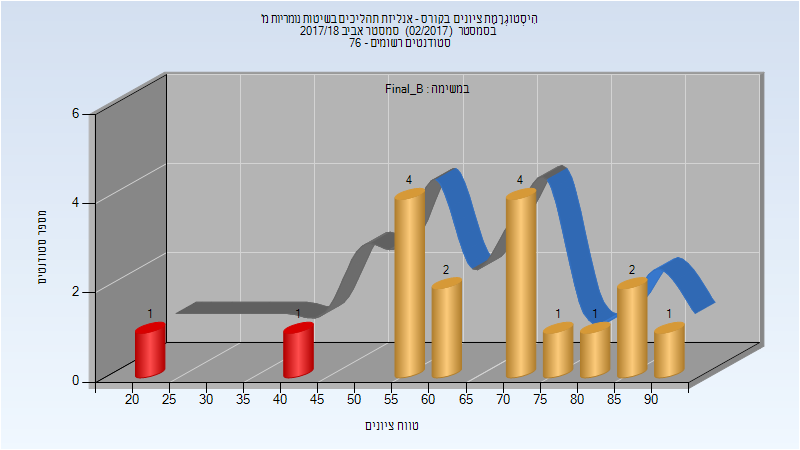 היסטוגרמת ציונים בקורס - אנליזת תהליכים בשיטות נומריות מ'
בסמסטר (02/2017) סמסטר אביב 2017/18
סטודנטים רשומים - 76
במשימה : Final_B
מספר סטודנטים
6
4
2
0
1
1
4
2
4
1
1
2
1
20 25 30 35 40 45 50 55 60 65 70 75 80 85 90
טווח ציונים